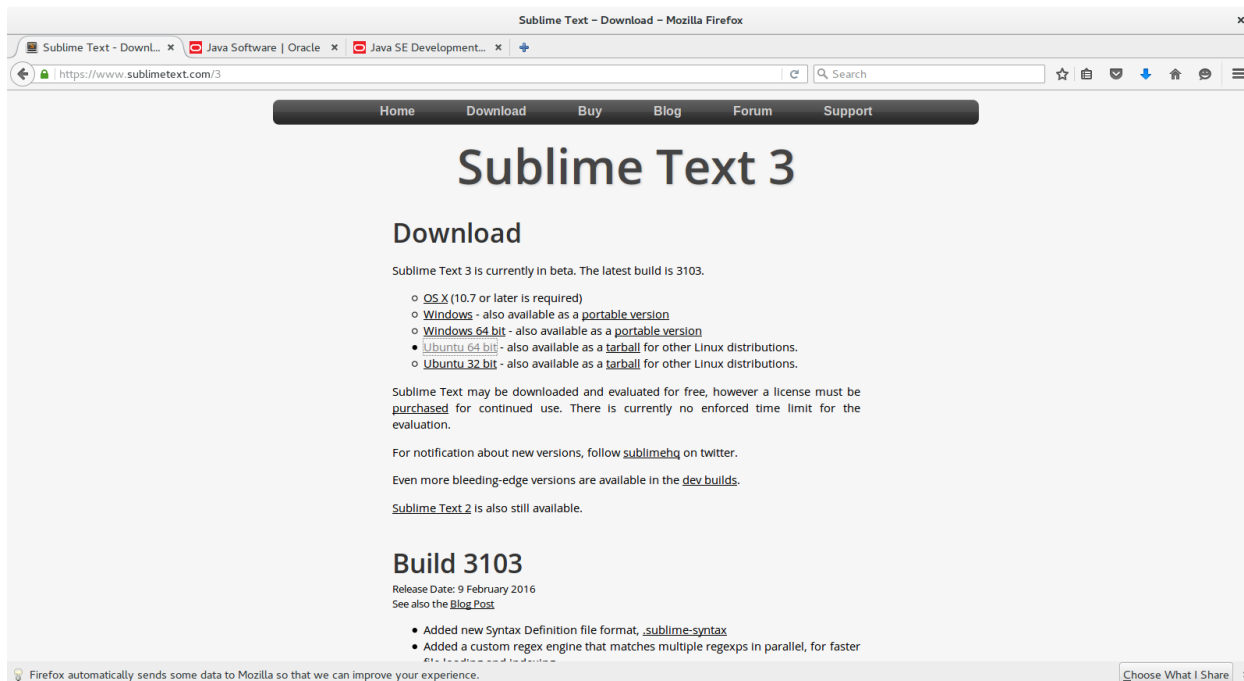 Sublime Text - Download - Mozilla Firefox
Sublime Text - Downl...
Java Software | Oracle
Java SE Development...
https://www.sublimetext.com/3
Search
Home Download Buy Blog Forum Support
Sublime Text 3
Download
Sublime Text 3 is currently in beta. The latest build is 3103.
OS X (10.7 or later is required)
Windows - also available as a portable version
Windows 64 bit - also available as a portable version
Ubuntu 64 bit - also available as a tarball for other Linux distributions.
Ubuntu 32 bit - also available as a tarball for other Linux distributions.
Sublime Text may be downloaded and evaluated for free, however a license must be
purchased for continued use. There is currently no enforced time limit for the
evaluation.
For notification about new versions, follow sublimehq on twitter.
Even more bleeding-edge versions are available in the dev builds.
Sublime Text 2 is also still available.
Build 3103
Release Date: 9 February 2016
See also the Blog Post
Added new Syntax Definition file format, .sublime-syntax
Added a custom regex engine that matches multiple regexps in parallel, for faster
file loading and indexing
Firefox automatically sends some data to Mozilla so that we can improve your experience.
Choose What I Share